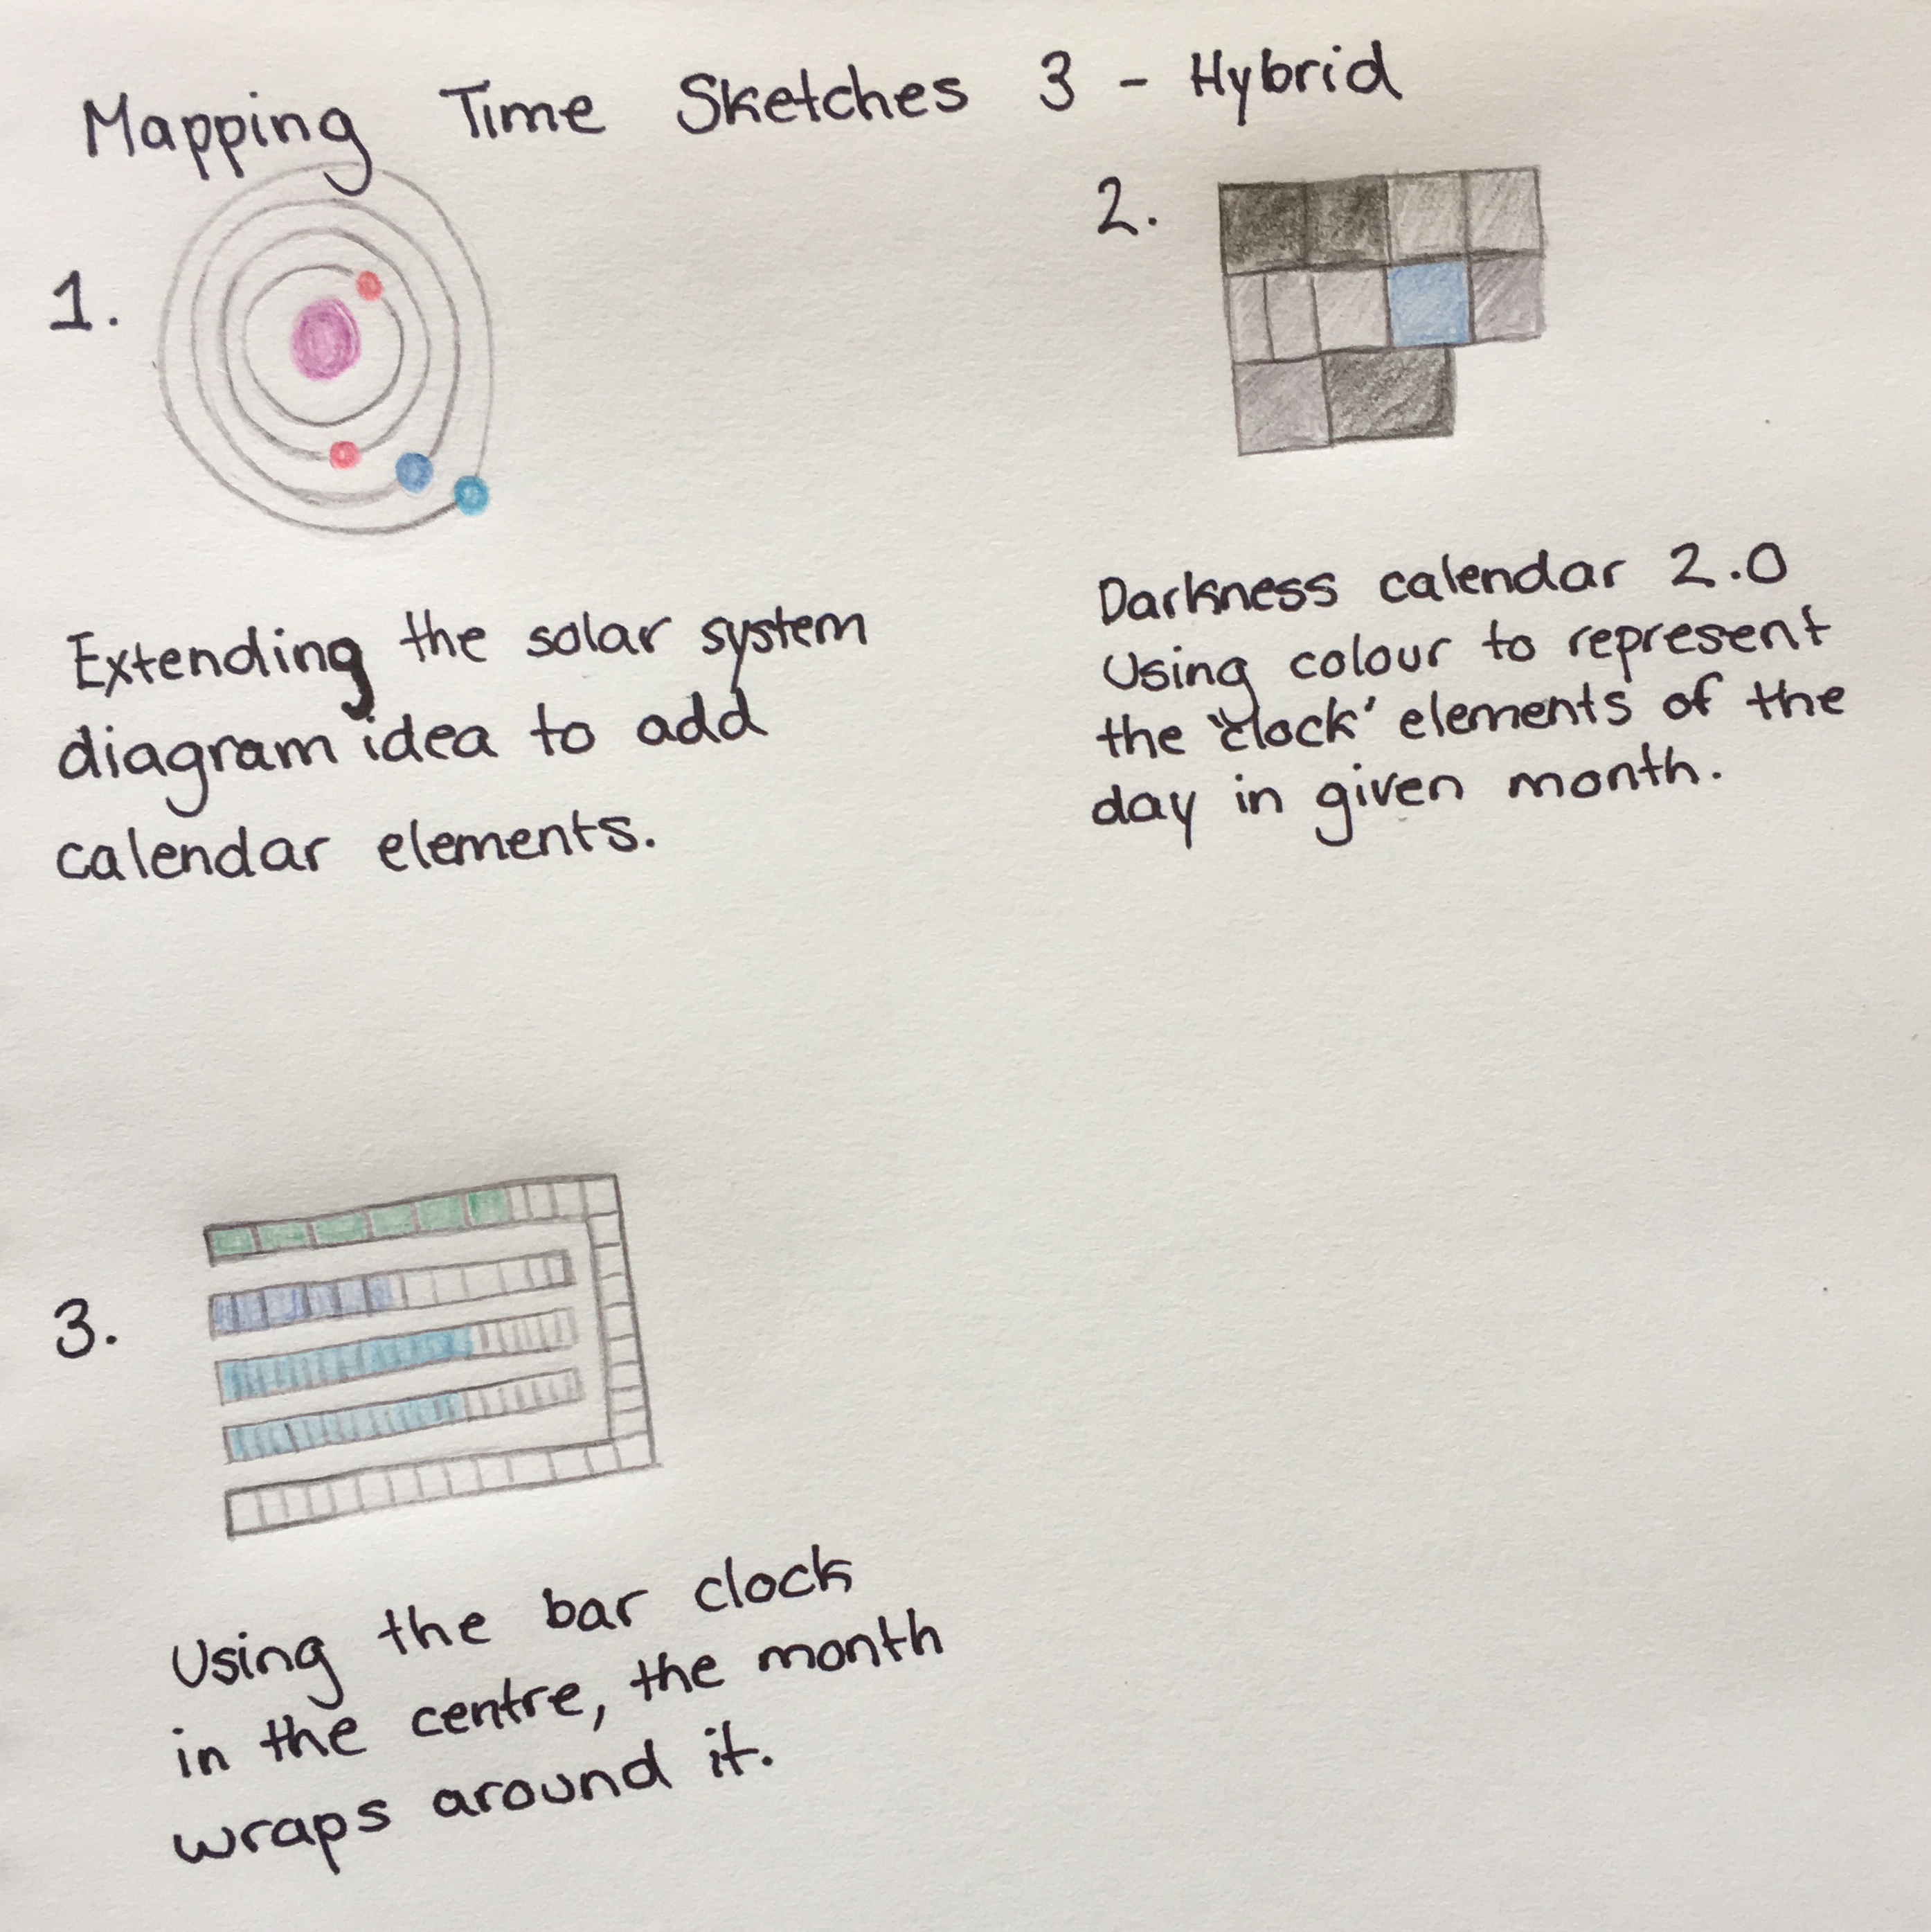 Mapping Time Sketches 3 - Hybrid
1.
Extending the solar system
diagram idea to add
calendar elements.
2.
Darkness calendar 2.0
Using colour to represent
the "clock' elements of the
day in given month.
3.
Using the bar clock
in the centre, the month
wraps around it.